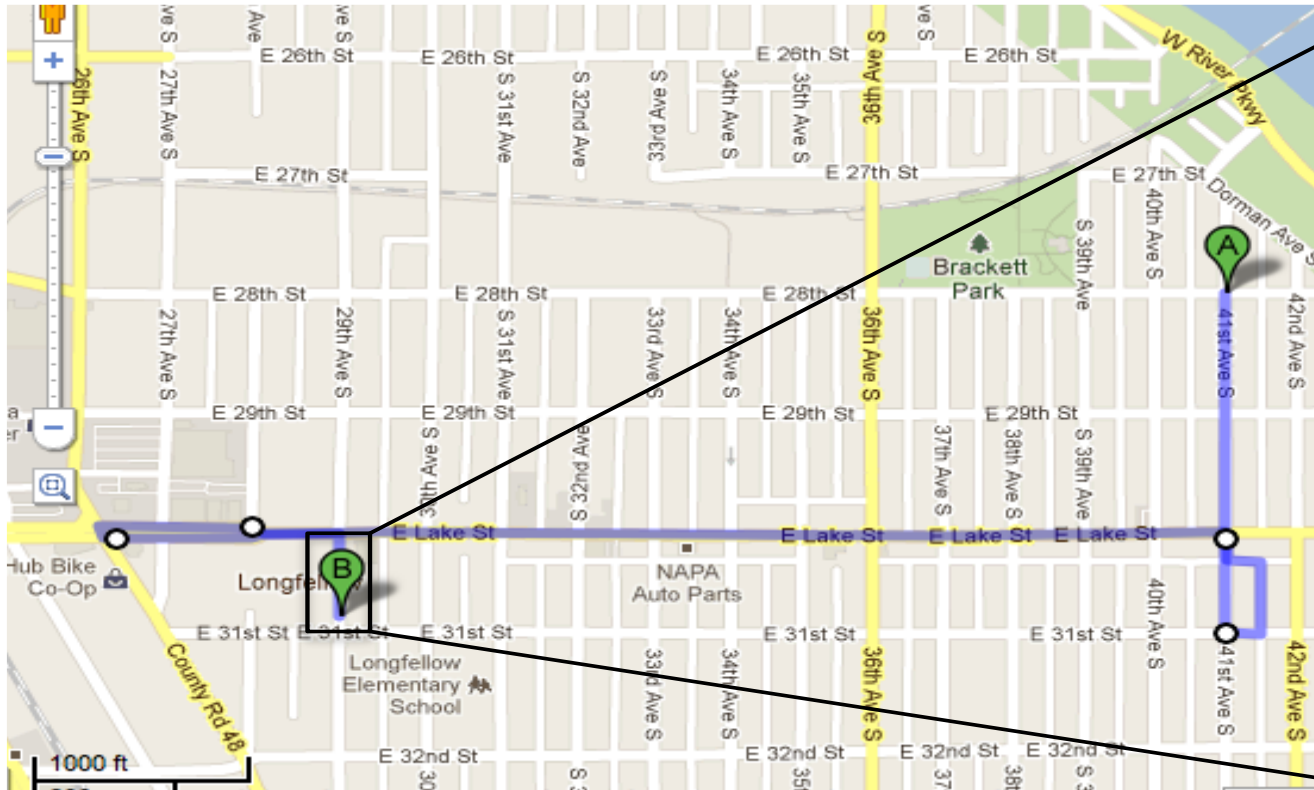 E 26th St
E 26th St
E 26th St
E 26th St
W River Pkwy
26th Ave S
27th Ave S
S 31st Ave
S 32nd Ave
33rd Ave S
34th Ave S
35th Ave S
36th Ave S
E 27th St
E 27th St
E 27th St
Dorman Ave S
40th Ave S
S 39th Ave
A
Brackett
Park
E 28th St
E 28th St
E 28th St
27th Ave S
29th Ave S
S 31st Ave
33rd Ave S
34th Ave S
36th Ave S
41st Ave S
42nd Ave S
E 29th St
E 29th St
E 29th St
E 29th St
S 32nd Ave S
37th Ave S
38th Ave S
S 39th Ave
E Lake St
E Lake St
E Lake St
E Lake St
Hub Bike
Co-Op
B
NAPA
Auto Parts
40th Ave S
E 31st St
E 31st St
E 31st St
E 31st St
E 31st St
Longfellow
Elementary
School
County Rd 48
33rd Ave S
34th Ave S
36th Ave S
41st Ave S
42nd Ave S
E 32nd St
E 32nd St
E 32nd St
E 32nd St
1000 ft